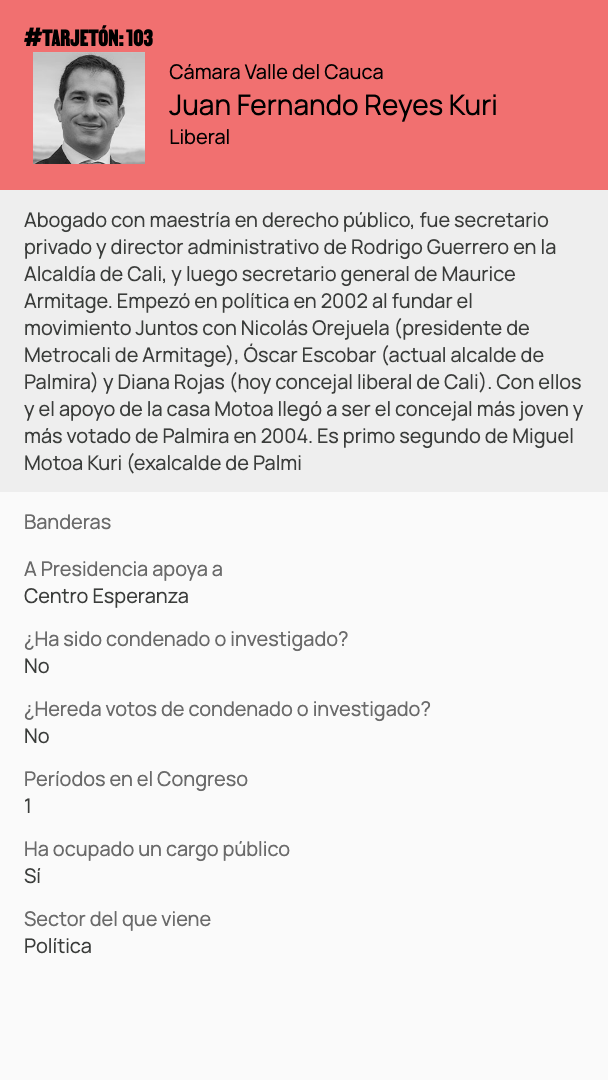 #TARJETÓN: 103
Cámara Valle del Cauca
Juan Fernando Reyes Kuri
Liberal
Abogado con maestría en derecho público, fue secretario
privado y director administrativo de Rodrigo Guerrero en la
Alcaldía de Cali, y luego secretario general de Maurice
Armitage. Empezó en política en 2002 al fundar el
movimiento Juntos con Nicolás Orejuela (presidente de
Metrocali de Armitage), Óscar Escobar (actual alcalde de
Palmira) y Diana Rojas (hoy concejal liberal de Cali). Con ellos
y el apoyo de la casa Motoa llegó a ser el concejal más joven y
más votado de Palmira en 2004. Es primo segundo de Miguel
Motoa Kuri (exalcalde de Palmi
Banderas
A Presidencia apoya a
Centro Esperanza
¿Ha sido condenado o investigado?
No
¿Hereda votos de condenado o investigado?
No
Períodos en el Congreso
1
Ha ocupado un cargo público
Sí
Sector del que viene
Política